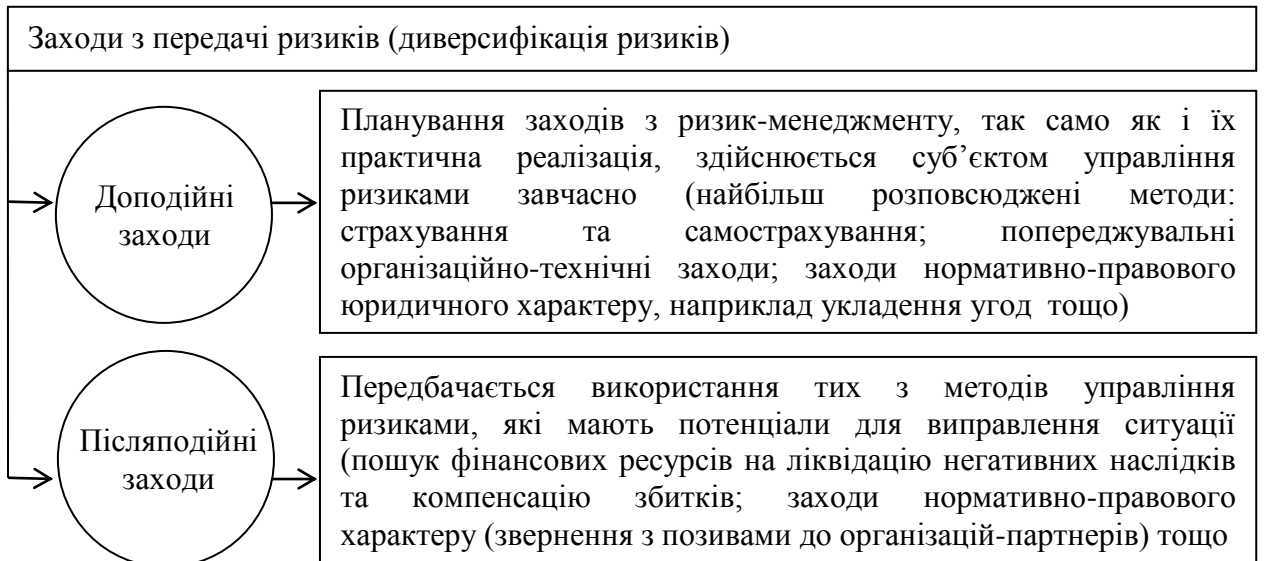 Заходи з передачі ризиків (диверсифікація ризиків)
Доподійні
заходи
Планування заходів з ризик-менеджменту, так само як і їх
практична реалізація, здійснюється суб’єктом управління
ризиками завчасно (найбільш розповсюджені методи:
страхування та самострахування; попереджувальні
організаційно-технічні заходи; заходи нормативно-правового
юридичного характеру, наприклад укладення угод тощо)
Післяподійні
заходи
Передбачається використання тих з методів управління
ризиками, які мають потенціали для виправлення ситуації
(пошук фінансових ресурсів на ліквідацію негативних наслідків
та компенсацію збитків; заходи нормативно-правового
характеру (звернення з позивами до організацій-партнерів) тощо